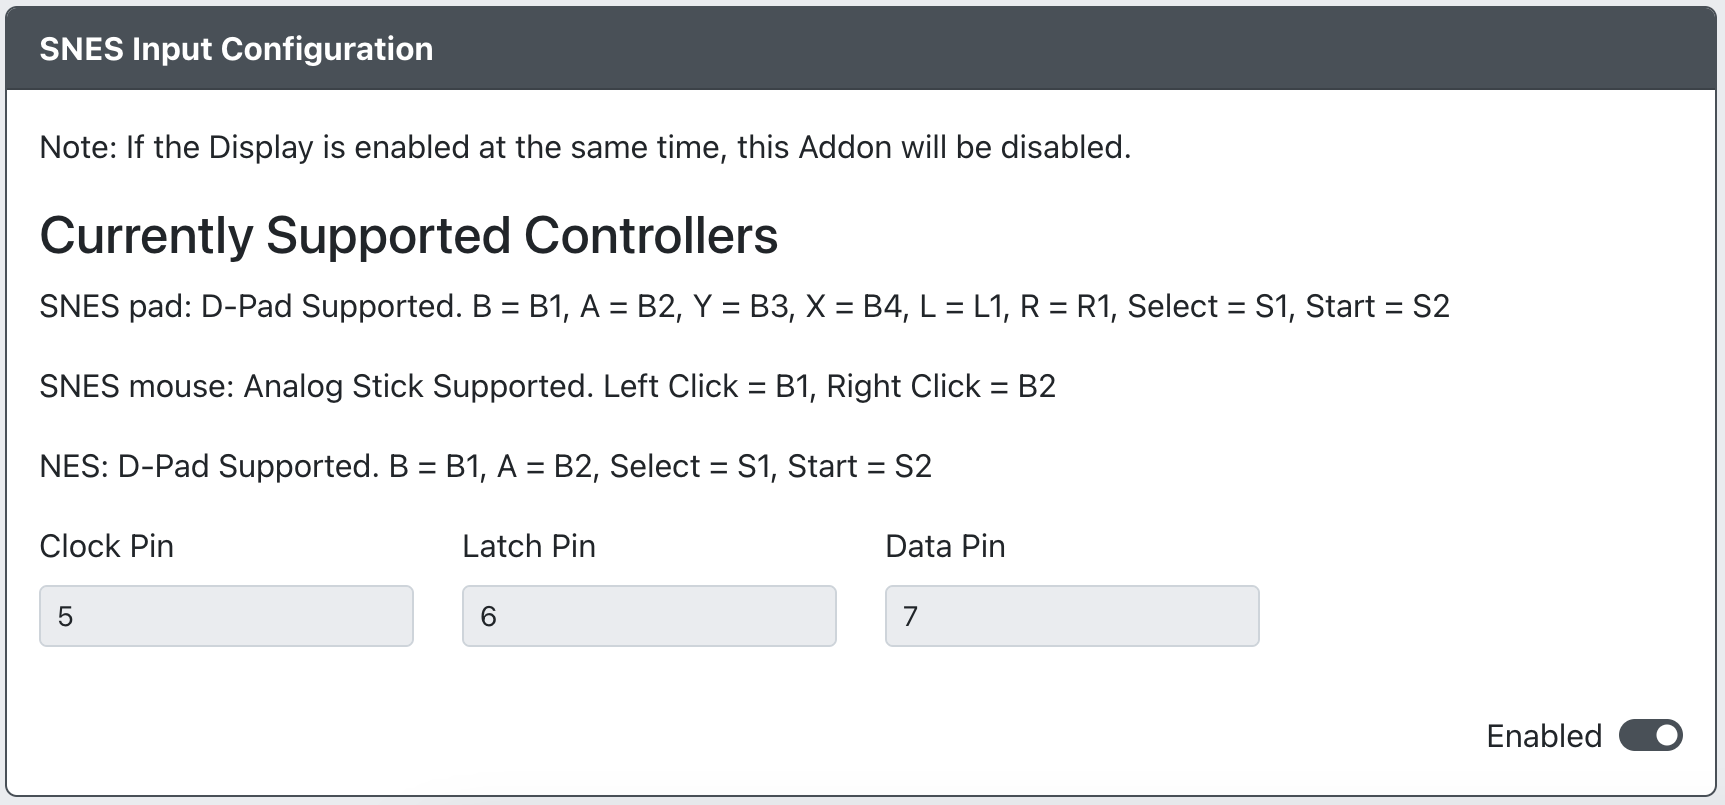 SNES Input Configuration
Note: If the Display is enabled at the same time, this Addon will be disabled.
Currently Supported Controllers
SNES pad: D-Pad Supported. B = B1, A = B2, Y = B3, X = B4, L = L1, R = R1, Select = S1, Start = S2
SNES mouse: Analog Stick Supported. Left Click = B1, Right Click = B2
NES: D-Pad Supported. B = B1, A = B2, Select = S1, Start = S2
Clock Pin Latch Pin Data Pin
5 6 7
Enabled